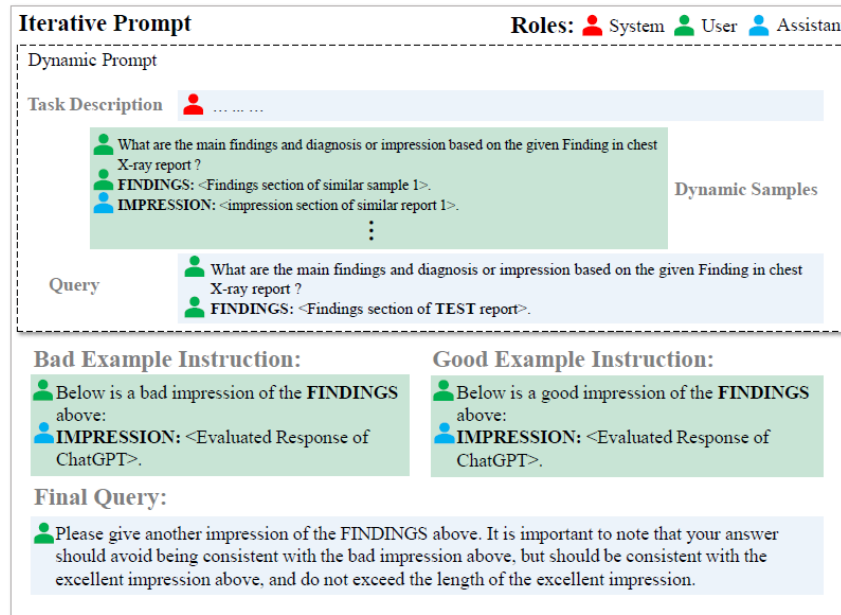 Iterative Prompt
Roles: System User Assistan
Dynamic Prompt
Task Description
... ... ...
What are the main findings and diagnosis or impression based on the given Finding in chest
X-ray report ?
FINDINGS: <Findings section of similar sample 1>.
IMPRESSION: <impression section of similar report 1>.
⋮
Dynamic Samples
Query
What are the main findings and diagnosis or impression based on the given Finding in chest
X-ray report ?
FINDINGS: <Findings section of TEST report>.
Bad Example Instruction:
Below is a bad impression of the FINDINGS
above:
IMPRESSION: <Evaluated Response of
ChatGPT>.
Good Example Instruction:
Below is a good impression of the FINDINGS
above:
IMPRESSION: <Evaluated Response of
ChatGPT>.
Final Query:
Please give another impression of the FINDINGS above. It is important to note that your answer
should avoid being consistent with the bad impression above, but should be consistent with the
excellent impression above, and do not exceed the length of the excellent impression.